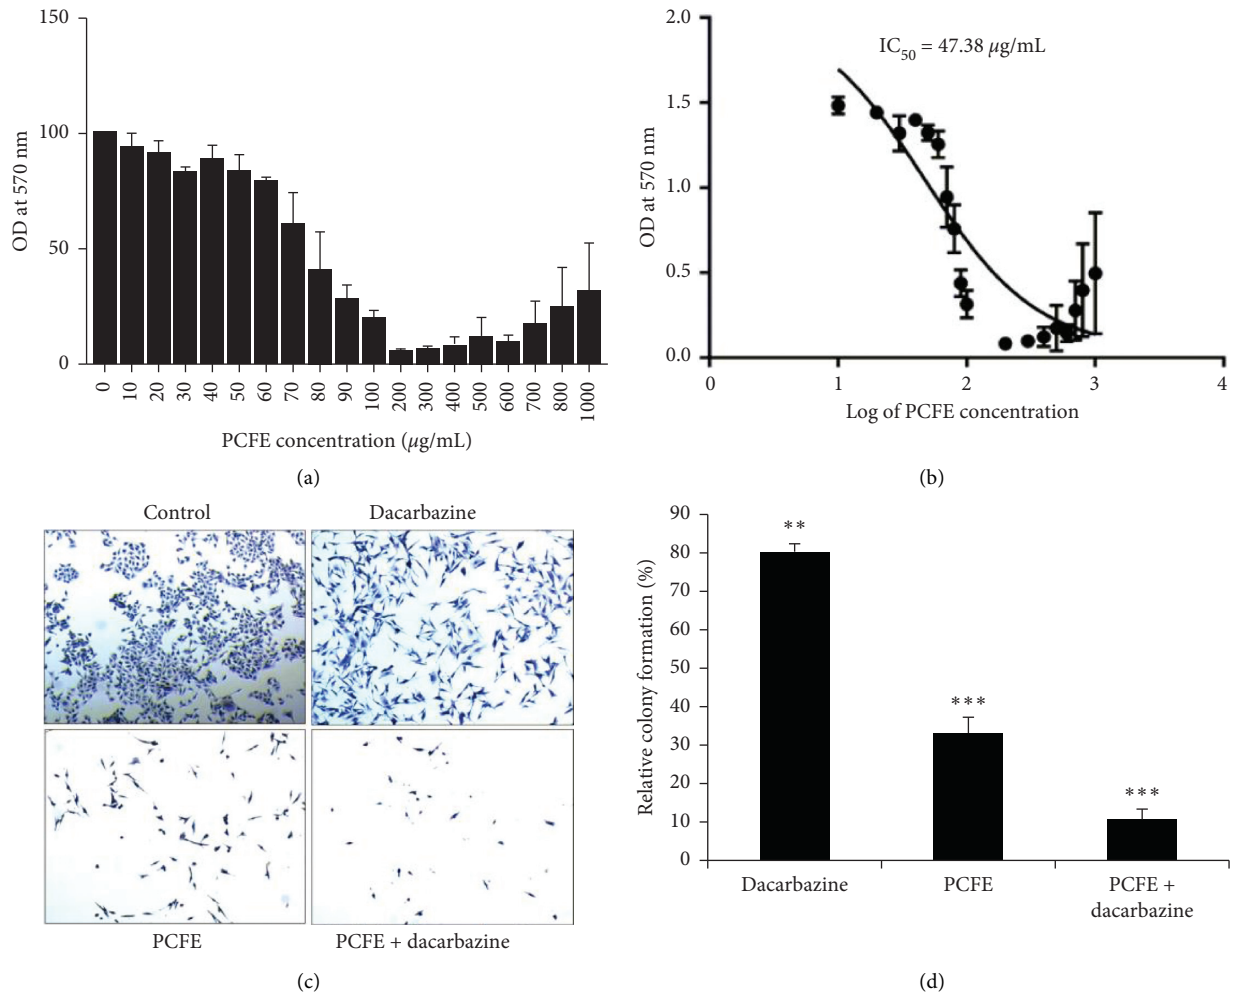 150
100
50
0
OD at 570 nm
0 10 20 30 40 50 60 70 80 90 100 200 300 400 500 600 700 800 1000
PCFE concentration (μg/mL)
(a)
2.0
1.5
1.0
0.5
0.0
OD at 570 nm
IC50 = 47.38 μg/mL
0 1 2 3 4
Log of PCFE concentration
(b)
Control Dacarbazine
PCFE PCFE + dacarbazine
(c)
90
80
70
60
50
40
30
20
10
0
Relative colony formation (%)
**
***
***
Dacarbazine PCFE PCFE +
dacarbazine
(d)